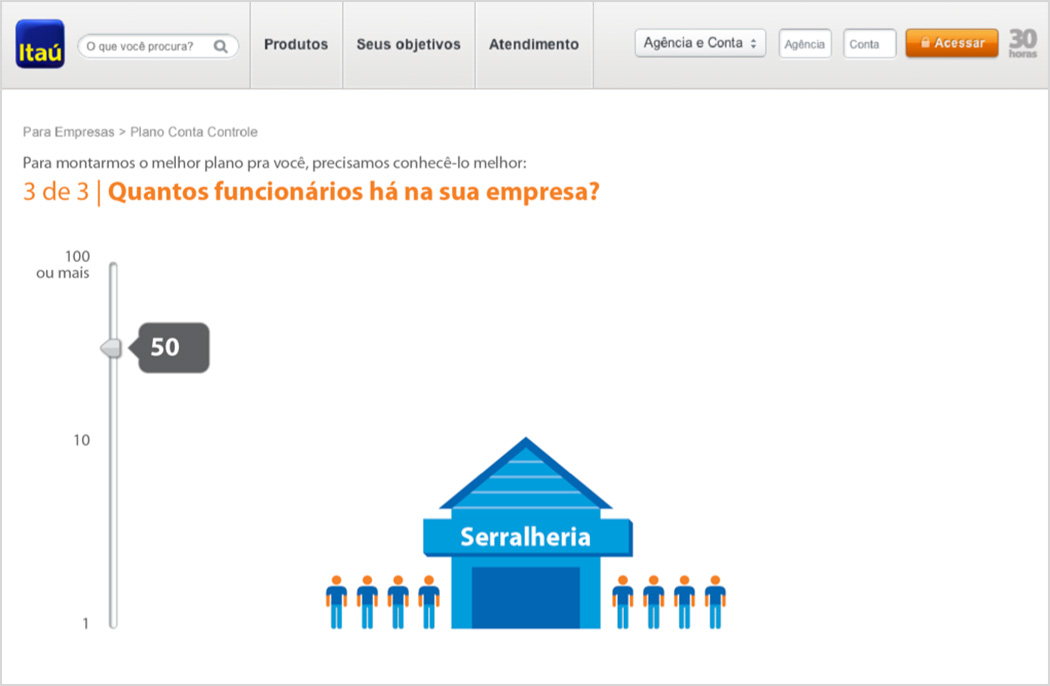 Itaú
O que você procura?
Produtos
Seus objetivos
Atendimento
Agência e Conta
Agência
Conta
Acessar
30
horas
Para Empresas > Plano Conta Controle
Para montarmos o melhor plano pra você, precisamos conhecê-lo melhor:
3 de 3 | Quantos funcionários há na sua empresa?
100
ou mais
50
10
Serralheria
1